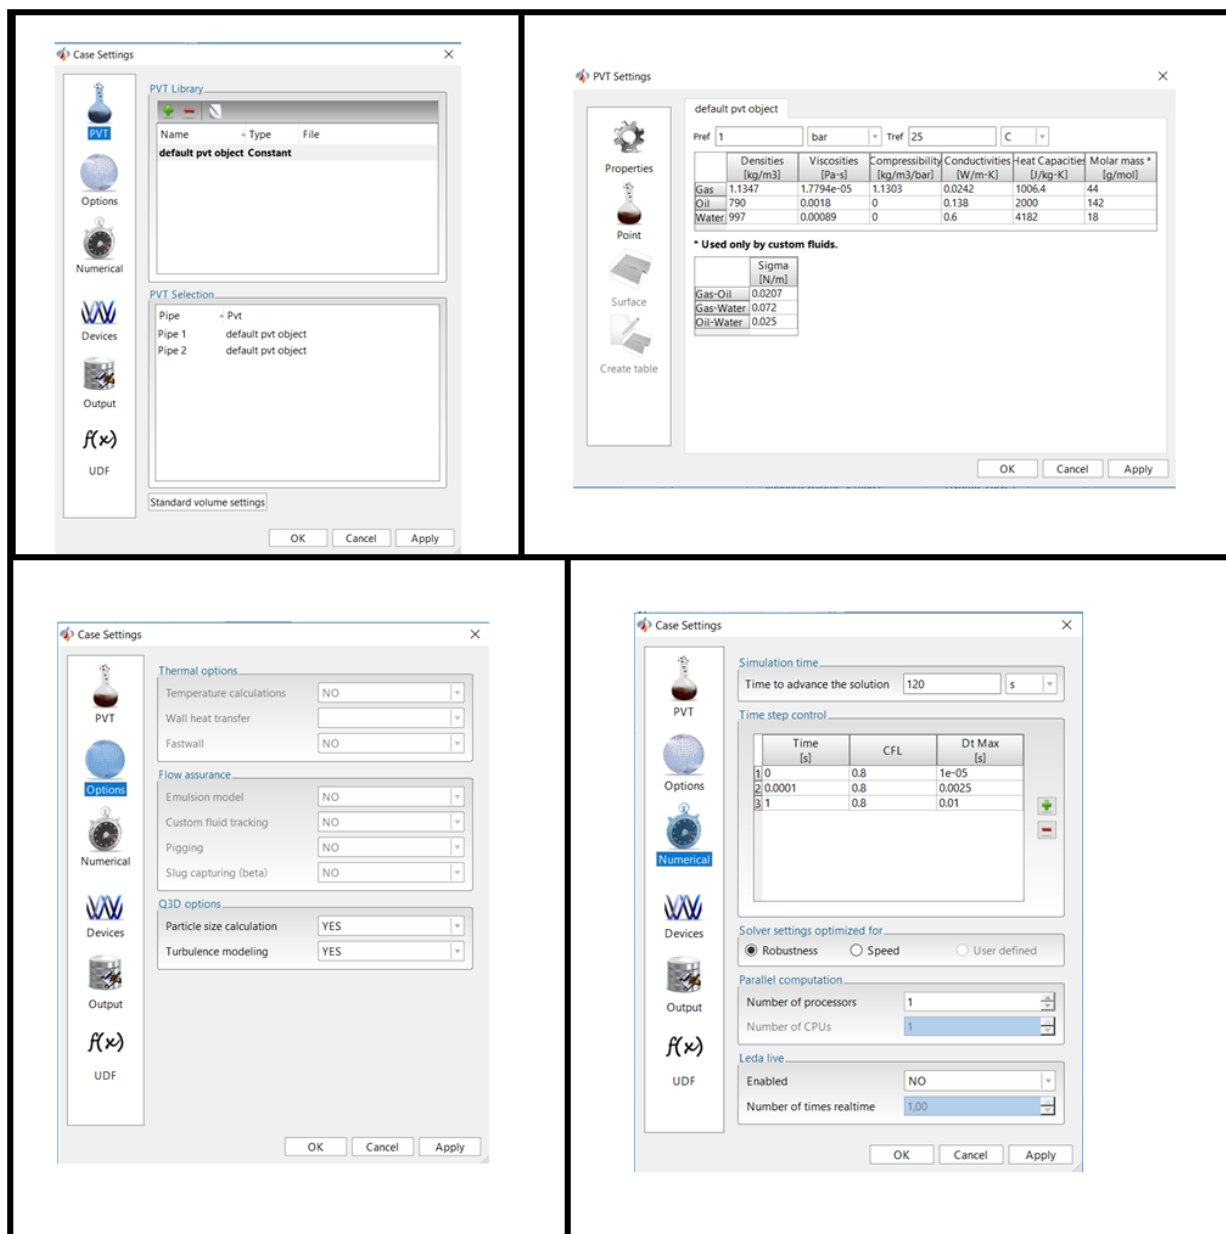 Case Settings
PVT
Options
Numerical
Devices
Output
f(x)
UDF
PVT Library
Name Type File
default pvt object Constant
PVT Selection
Pipe Pvt
Pipe 1 default pvt object
Pipe 2 default pvt object
Standard volume settings
OK Cancel Apply
PVT Settings
Properties
Point
Surface
Create table
default pvt object
Pref 1 bar Tref 25 C
Densities Viscosities Compressibility Conductivities Heat Capacities Molar mass *
[kg/m3] [Pa-s] [kg/m3/bar] [W/m-K] [J/kg-K] [g/mol]
Gas 1.1347 1.7794e-05 1.1303 0.0242 1006.4 44
Oil 790 0.0018 0 0.138 2000 142
Water 997 0.00089 0 0.6 4182 18
* Used only by custom fluids.
Sigma
[N/m]
Gas-Oil 0.0207
Gas-Water 0.072
Oil-Water 0.025
OK Cancel Apply
Case Settings
PVT
Options
Numerical
Devices
Output
f(x)
UDF
Thermal options
Temperature calculations NO
Wall heat transfer
Fastwall NO
Flow assurance
Emulsion model NO
Custom fluid tracking NO
Pigging NO
Slug capturing (beta) NO
Q3D options
Particle size calculation YES
Turbulence modeling YES
OK Cancel Apply
Case Settings
PVT
Options
Numerical
Devices
Output
f(x)
UDF
Simulation time
Time to advance the solution 120 s
Time step control
Time CFL Dt Max
[s] [s]
1 0 0.8 1e-05
2 0.0001 0.8 0.0025
3 1 0.8 0.01
Solver settings optimized for
Robustness Speed User defined
Parallel computation
Number of processors 1
Number of CPUs 1
Leda live
Enabled NO
Number of times realtime 1,00
OK Cancel Apply